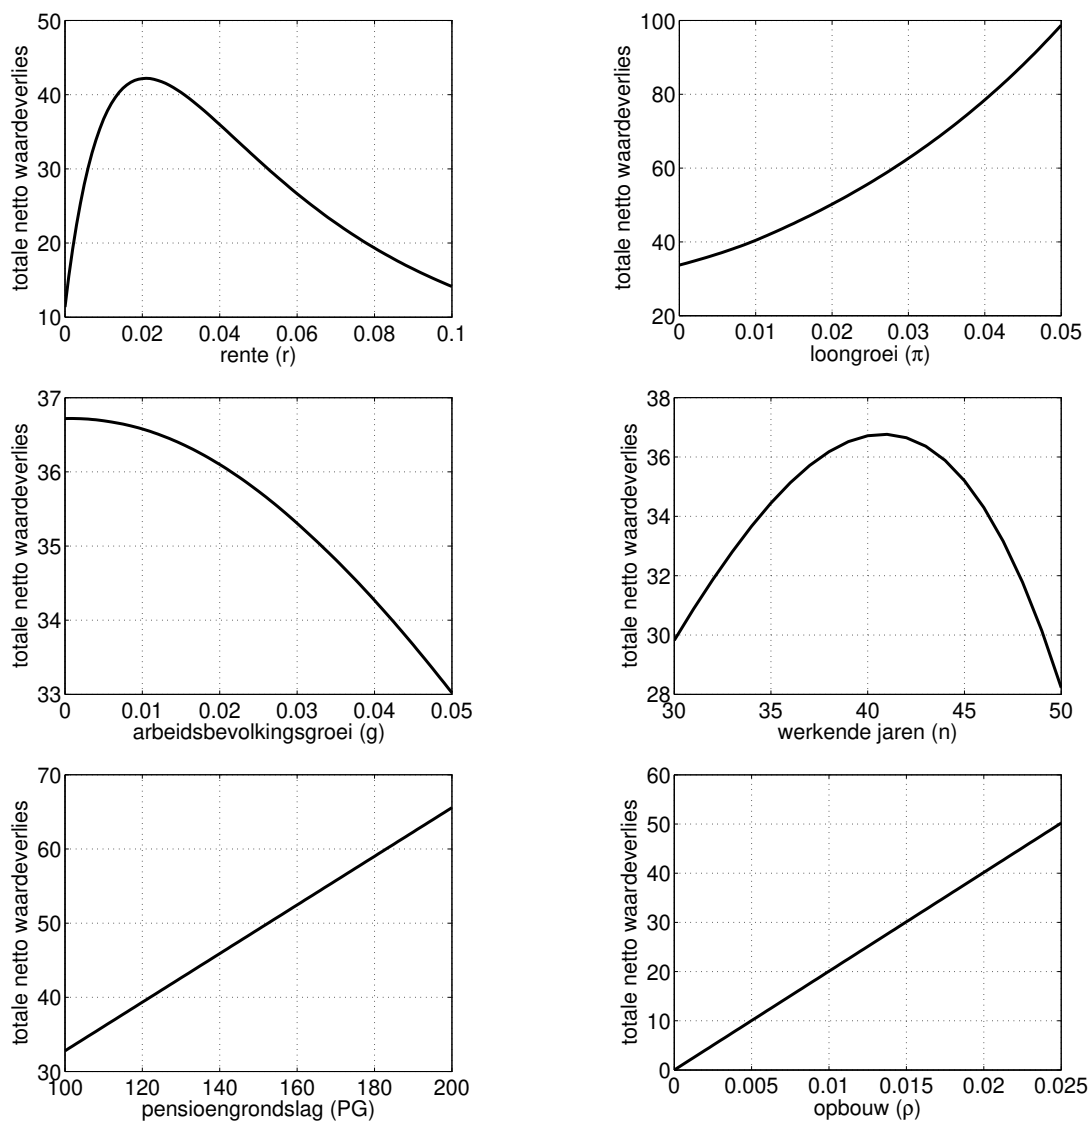 totale netto waardeverlies
50
40
30
20
10
0 0.02 0.04 0.06 0.08 0.1
rente (r)
totale netto waardeverlies
100
80
60
40
20
0 0.01 0.02 0.03 0.04 0.05
loongroei (π)
totale netto waardeverlies
37
36
35
34
33
0 0.01 0.02 0.03 0.04 0.05
arbeidsbevolkingsgroei (g)
totale netto waardeverlies
38
36
34
32
30
28
30 35 40 45 50
werkende jaren (n)
totale netto waardeverlies
70
60
50
40
30
100 120 140 160 180 200
pensioengrondslag (PG)
totale netto waardeverlies
60
50
40
30
20
10
0
0 0.005 0.01 0.015 0.02 0.025
opbouw (ρ)